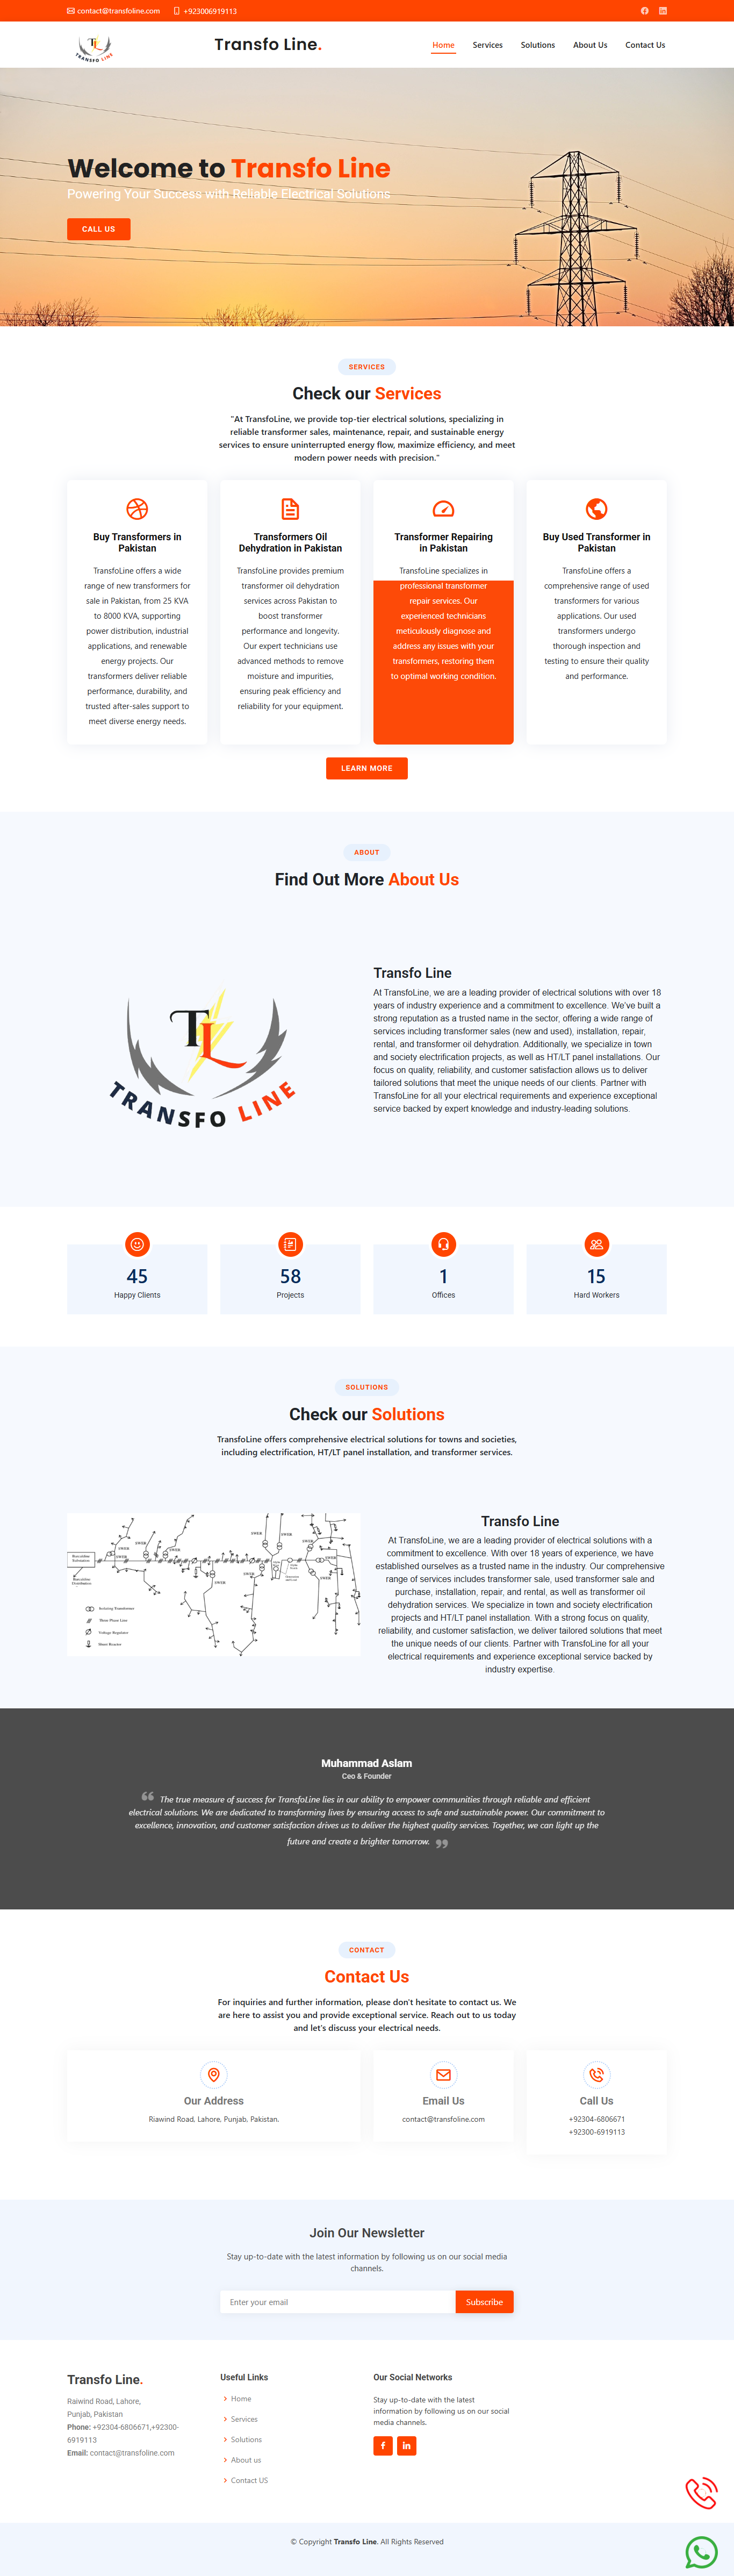 contact@transfoline.com +923006919113
TL
TRANSFO LINE
Transfo Line.
Home Services Solutions About Us Contact Us
Welcome to Transfo Line
Powering Your Success with Reliable Electrical Solutions
CALL US
SERVICES
Check our Services
"At TransfoLine, we provide top-tier electrical solutions, specializing in
reliable transformer sales, maintenance, repair, and sustainable energy
services to ensure uninterrupted energy flow, maximize efficiency, and meet
modern power needs with precision."
Buy Transformers in
Pakistan
TransfoLine offers a wide
range of new transformers for
sale in Pakistan, from 25 KVA
to 8000 KVA, supporting
power distribution, industrial
applications, and renewable
energy projects. Our
transformers deliver reliable
performance, durability, and
trusted after-sales support to
meet diverse energy needs.
Transformers Oil
Dehydration in Pakistan
TransfoLine provides premium
transformer oil dehydration
services across Pakistan to
boost transformer
performance and longevity.
Our expert technicians use
advanced methods to remove
moisture and impurities,
ensuring peak efficiency and
reliability for your equipment.
Transformer Repairing
in Pakistan
TransfoLine specializes in
professional transformer
repair services. Our
experienced technicians
meticulously diagnose and
address any issues with your
transformers, restoring them
to optimal working condition.
Buy Used Transformer in
Pakistan
TransfoLine offers a
comprehensive range of used
transformers for various
applications. Our used
transformers undergo
thorough inspection and
testing to ensure their quality
and performance.
LEARN MORE
ABOUT
Find Out More About Us
TL
TRANSFO LINE
Transfo Line
At TransfoLine, we are a leading provider of electrical solutions with over 18
years of industry experience and a commitment to excellence. We've built a
strong reputation as a trusted name in the sector, offering a wide range of
services including transformer sales (new and used), installation, repair,
rental, and transformer oil dehydration. Additionally, we specialize in town
and society electrification projects, as well as HT/LT panel installations. Our
focus on quality, reliability, and customer satisfaction allows us to deliver
tailored solutions that meet the unique needs of our clients. Partner with
TransfoLine for all your electrical requirements and experience exceptional
service backed by expert knowledge and industry-leading solutions.
45
Happy Clients
58
Projects
1
Offices
15
Hard Workers
SOLUTIONS
Check our Solutions
TransfoLine offers comprehensive electrical solutions for towns and societies,
including electrification, HT/LT panel installation, and transformer services.
SWER
SWER
SWER
SWER
SWER
SWER
SWER
SWER
Isolating Transformer
Three Phase Line
Voltage Regulator
Shunt Reactor
Transfo Line
At TransfoLine, we are a leading provider of electrical solutions with a
commitment to excellence. With over 18 years of experience, we have
established ourselves as a trusted name in the industry. Our comprehensive
range of services includes transformer sale, used transformer sale and
purchase, installation, repair, and rental, as well as transformer oil
dehydration services. We specialize in town and society electrification
projects and HT/LT panel installation. With a strong focus on quality,
reliability, and customer satisfaction, we deliver tailored solutions that meet
the unique needs of our clients. Partner with TransfoLine for all your
electrical requirements and experience exceptional service backed by
industry expertise.
Muhammad Aslam
Ceo & Founder
“ The true measure of success for TransfoLine lies in our ability to empower communities through reliable and efficient
electrical solutions. We are dedicated to transforming lives by ensuring access to safe and sustainable power. Our commitment to
excellence, innovation, and customer satisfaction drives us to deliver the highest quality services. Together, we can light up the
future and create a brighter tomorrow. ”
CONTACT
Contact Us
For inquiries and further information, please don't hesitate to contact us. We
are here to assist you and provide exceptional service. Reach out to us today
and let's discuss your electrical needs.
Our Address
Riawind Road, Lahore, Punjab, Pakistan.
Email Us
contact@transfoline.com
Call Us
+92304-6806671
+92300-6919113
Join Our Newsletter
Stay up-to-date with the latest information by following us on our social media
channels.
Enter your email Subscribe
Transfo Line.
Raiwind Road, Lahore,
Punjab, Pakistan
Phone: +92304-6806671,+92300-
6919113
Email: contact@transfoline.com
Useful Links
Home
Services
Solutions
About us
Contact US
Our Social Networks
Stay up-to-date with the latest
information by following us on our social
media channels.
© Copyright Transfo Line. All Rights Reserved